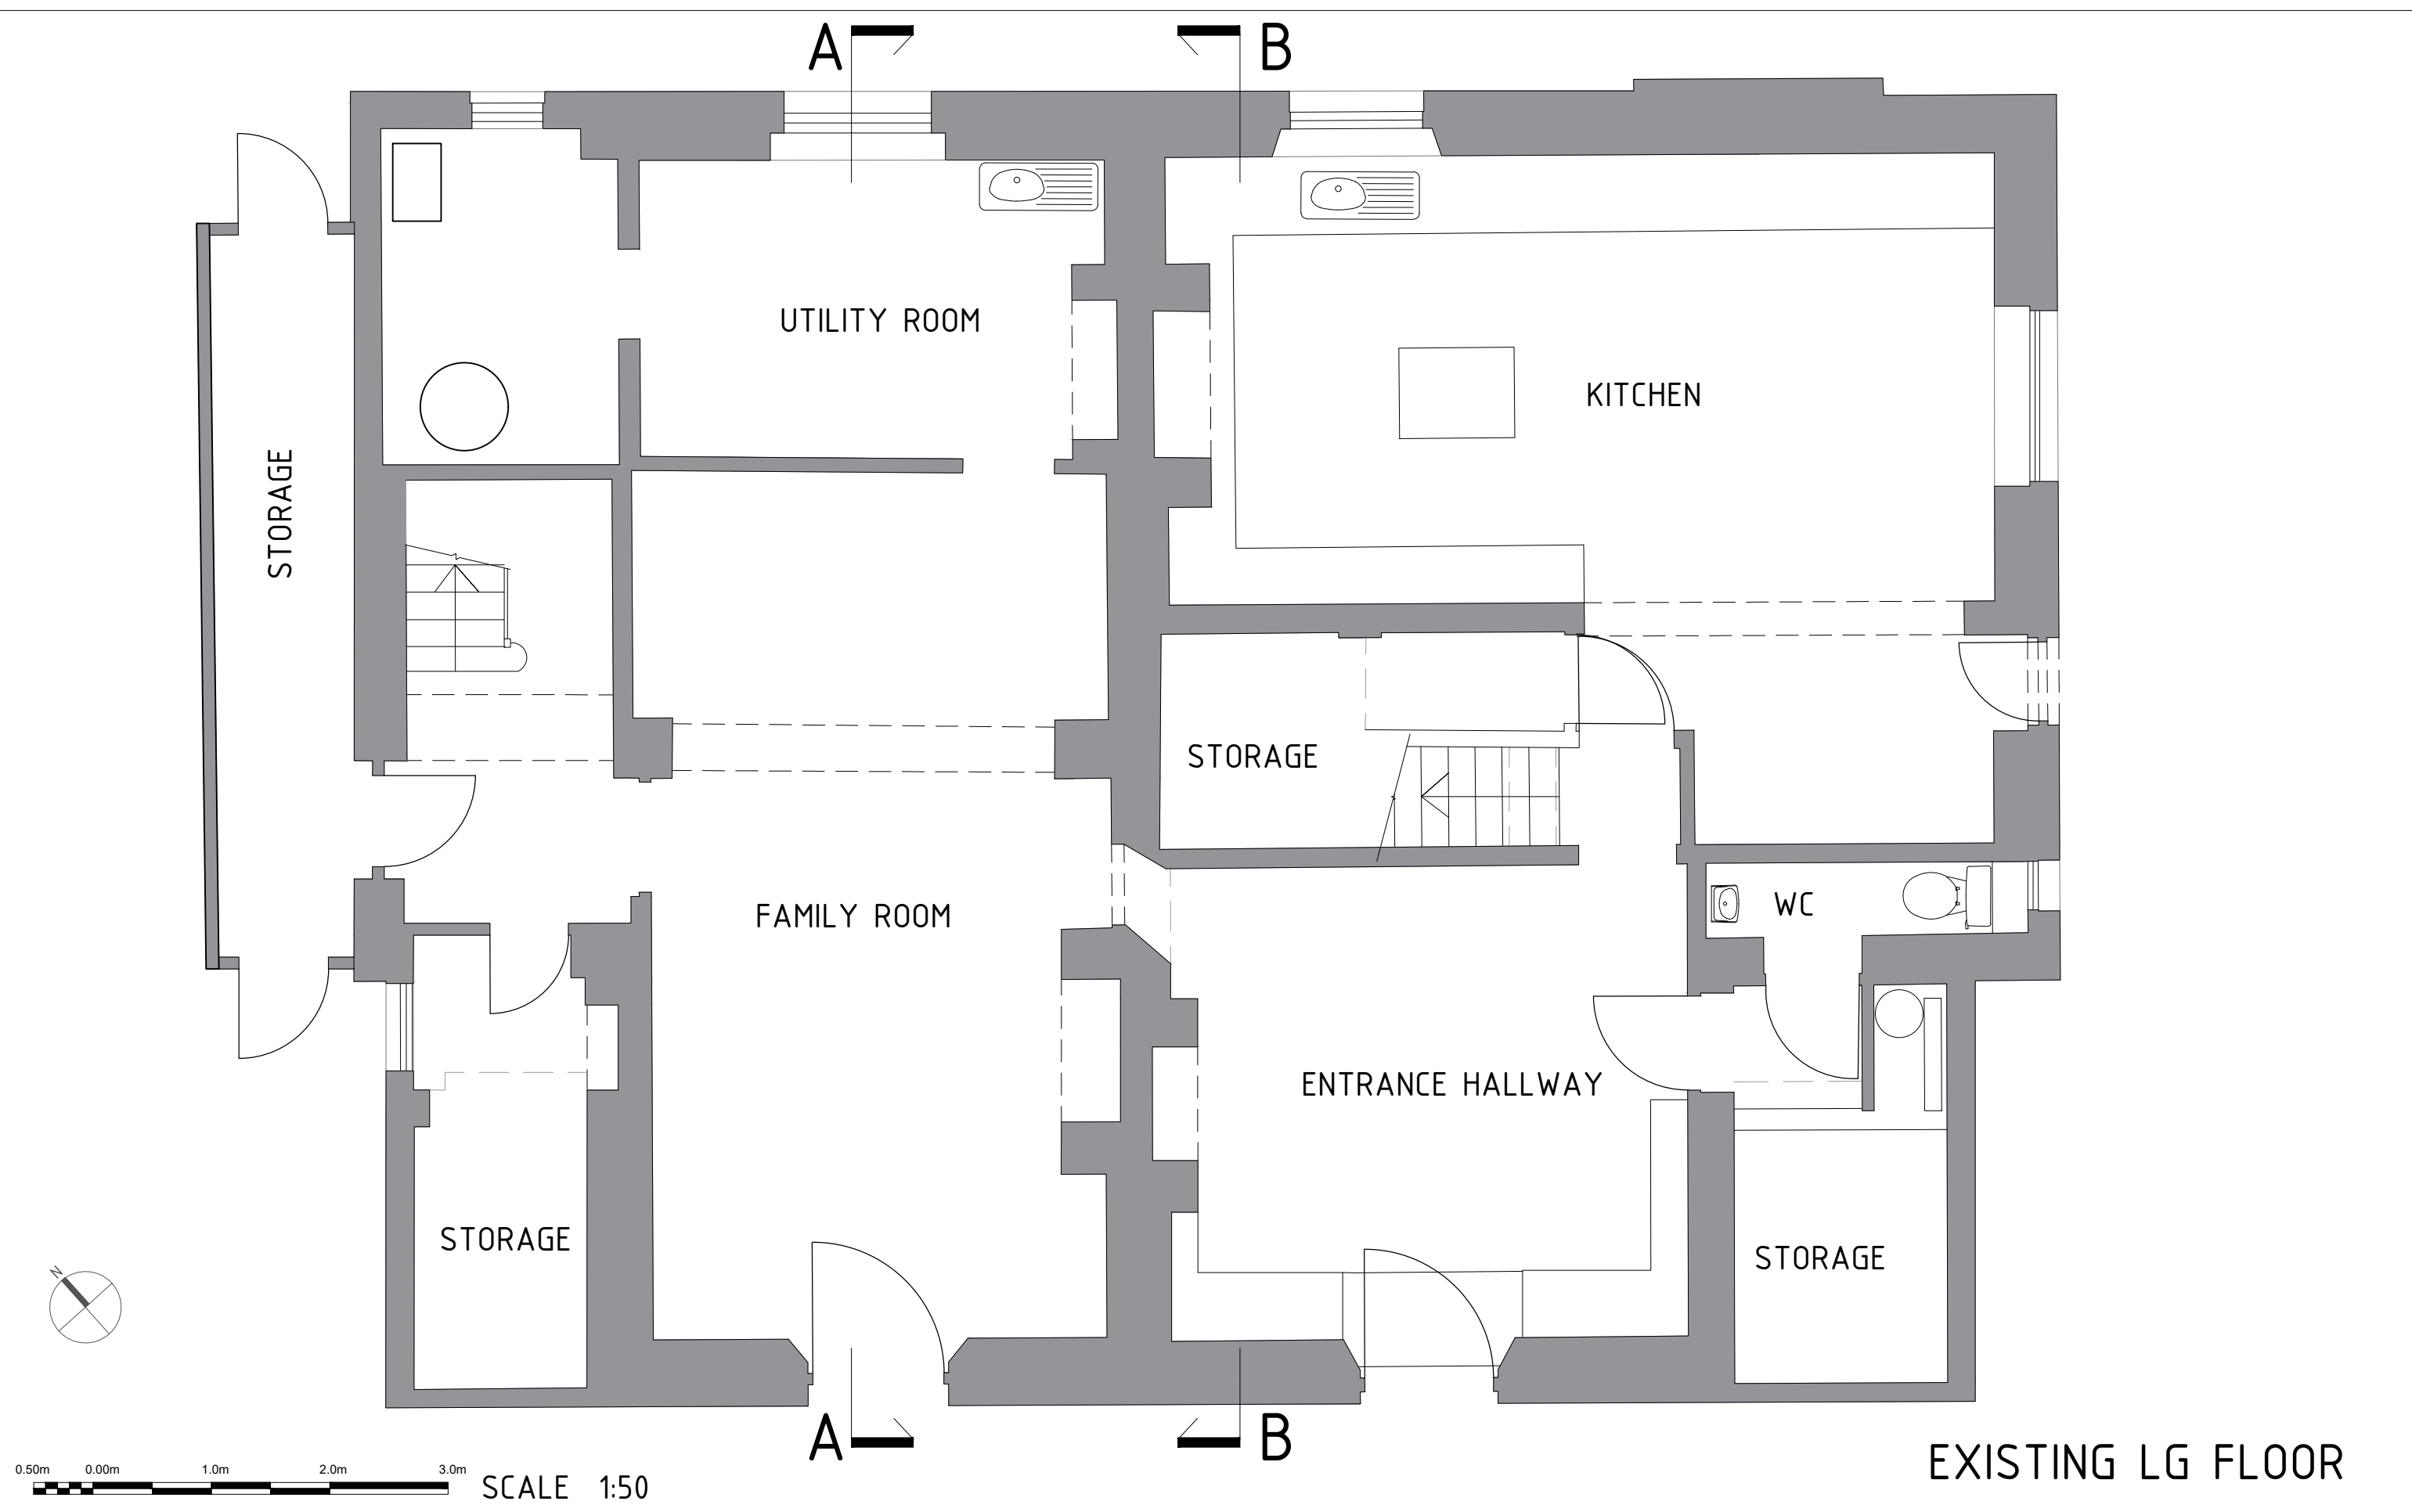 A
B
UTILITY ROOM
KITCHEN
STORAGE
STORAGE
WC
FAMILY ROOM
ENTRANCE HALLWAY
STORAGE
STORAGE
N
A
B
EXISTING LG FLOOR
0.50m 0.00m 1.0m 2.0m 3.0m
SCALE 1:50